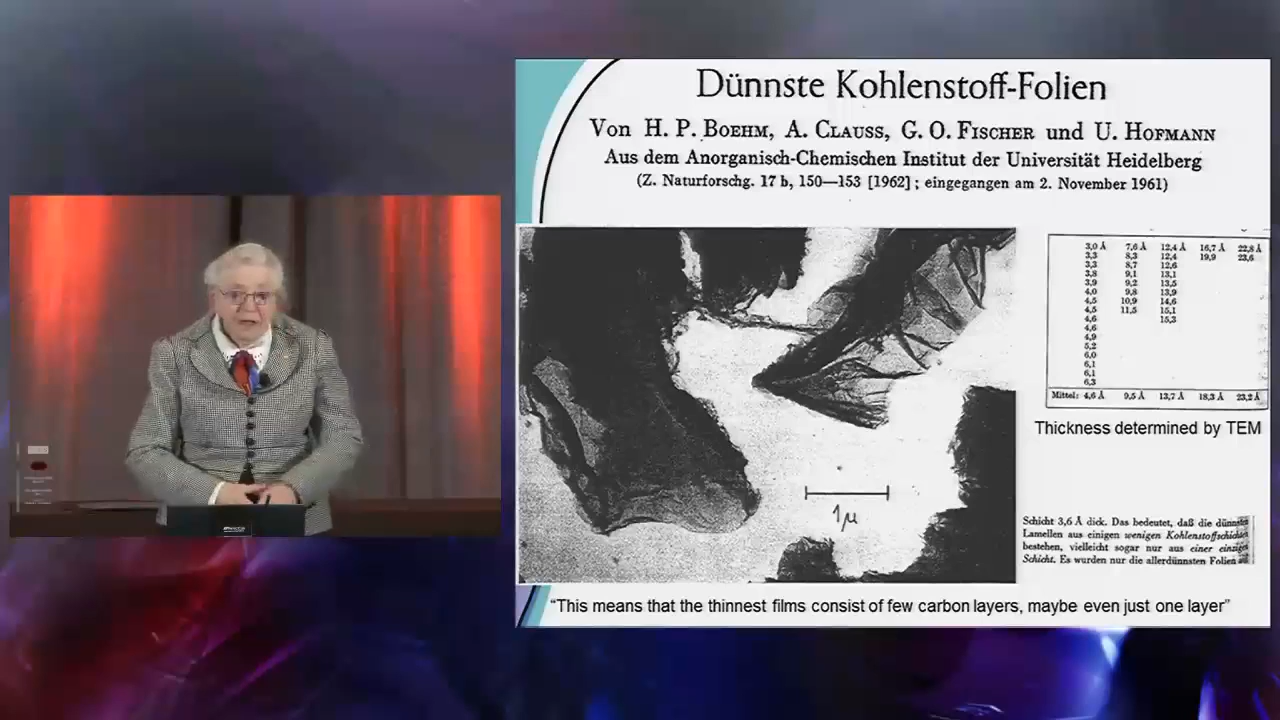 Dünnste Kohlenstoff-Folien
Von H. P. BOEHM, A. CLAUSS, G. O. FISCHER und U. HOFMANN
Aus dem Anorganisch-Chemischen Institut der Universität Heidelberg
(Z. Naturforschg. 17 b, 150—153 [1962] ; eingegangen am 2. November 1961)
3,0 Å 7,6 Å 12,4 Å 16,7 Å 22,8 Å
3,3 8,3 12,4 19,9 23,6
3,3 8,7 12,6
3,8 9,1 13,1
3,9 9,2 13,5
4,0 9,8 13,9
4,5 10,9 14,6
4,5 11,5 15,1
4,6 15,3
4,6
4,9
5,2
6,0
6,1
6,1
6,3
Mittel: 4,6 Å 9,5 Å 13,7 Å 18,3 Å 23,2 Å
Thickness determined by TEM
1µ
Schicht 3,6 Å dick. Das bedeutet, daß die dünnsten
Lamellen aus einigen wenigen Kohlenstoffschichten
bestehen, vielleicht sogar nur aus einer einzigen
Schicht. Es wurden nur die allerdünnsten Folien
“This means that the thinnest films consist of few carbon layers, maybe even just one layer”